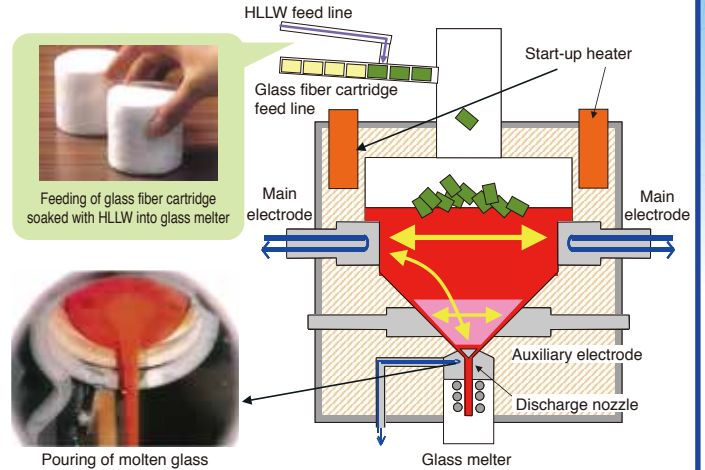 HLLW feed line
Glass fiber cartridge
feed line
Start-up heater
Feeding of glass fiber cartridge
soaked with HLLW into glass melter
Main
electrode
Main
electrode
Auxiliary electrode
Discharge nozzle
Pouring of molten glass
Glass melter